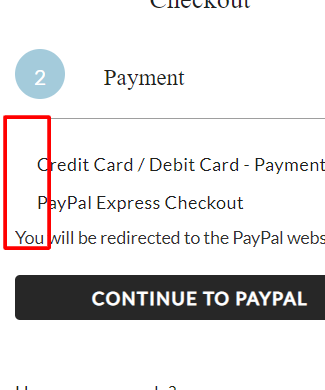 Checkout
2
Payment
Credit Card / Debit Card - Payment
PayPal Express Checkout
You will be redirected to the PayPal webs
CONTINUE TO PAYPAL